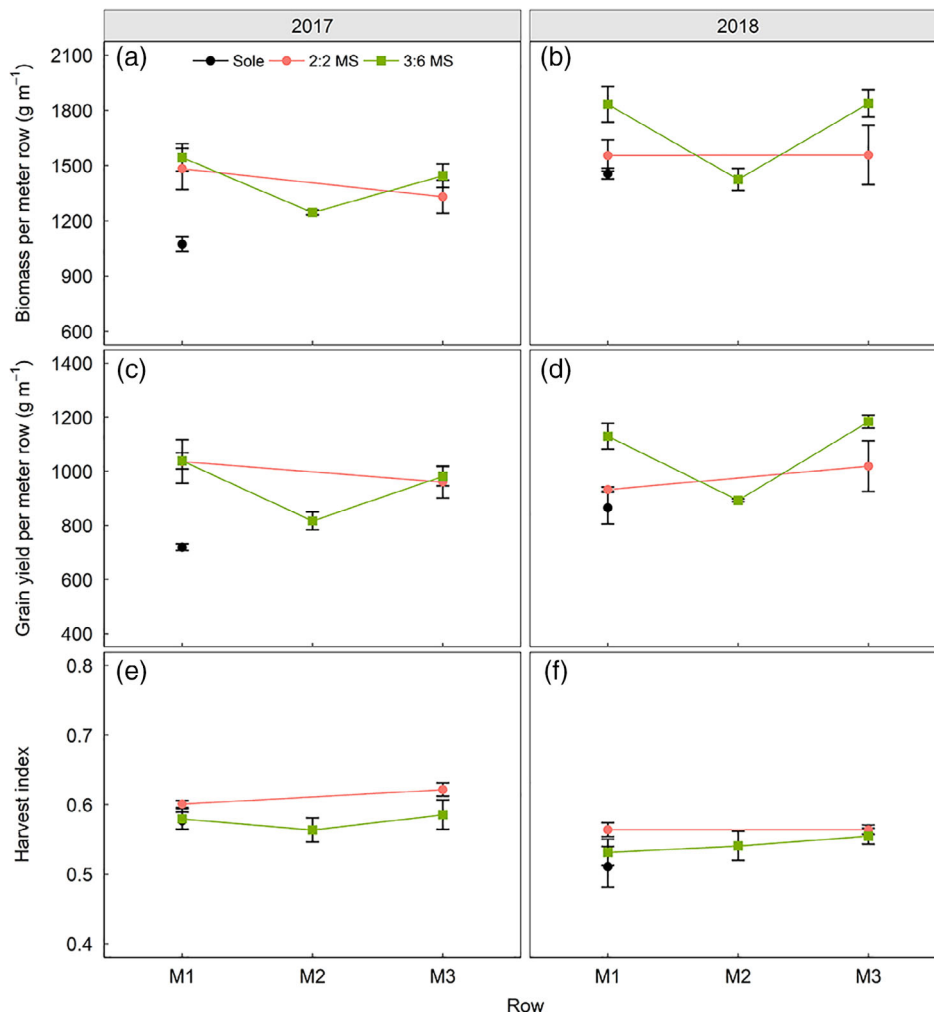 2017 2018
(a) Sole 2:2 MS 3:6 MS (b)
Biomass per meter row (g m⁻¹)
2100
1800
1500
1200
900
600
(c) (d)
Grain yield per meter row (g m⁻¹)
1400
1200
1000
800
600
400
(e) (f)
Harvest index
0.8
0.7
0.6
0.5
0.4
M1 M2 M3 M1 M2 M3
Row